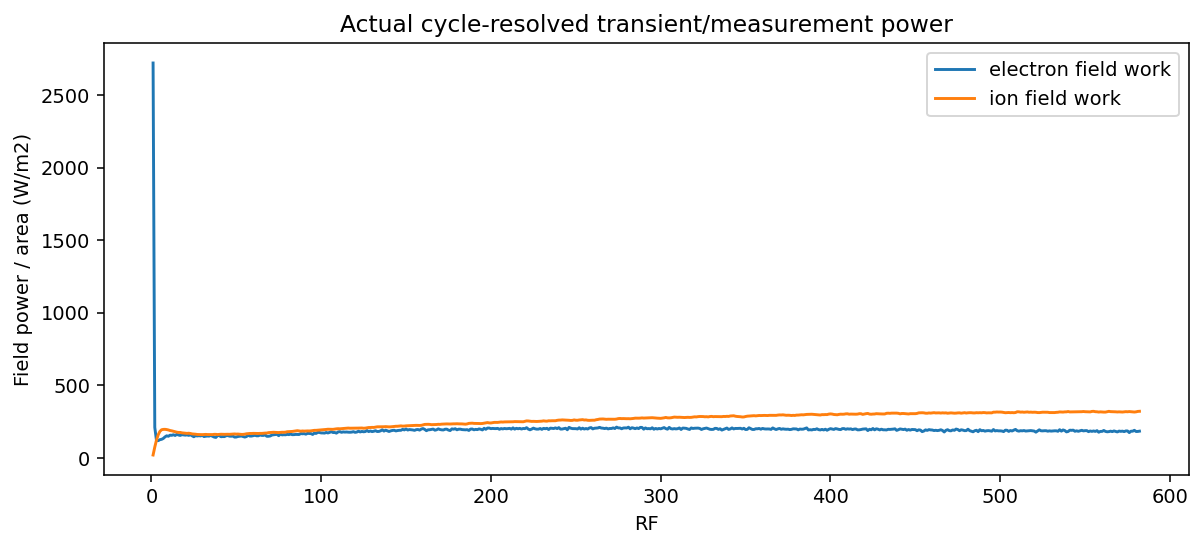 Actual cycle-resolved transient/measurement power
electron field work
ion field work
Field power / area (W/m2)
2500
2000
1500
1000
500
0
0 100 200 300 400 500 600
RF